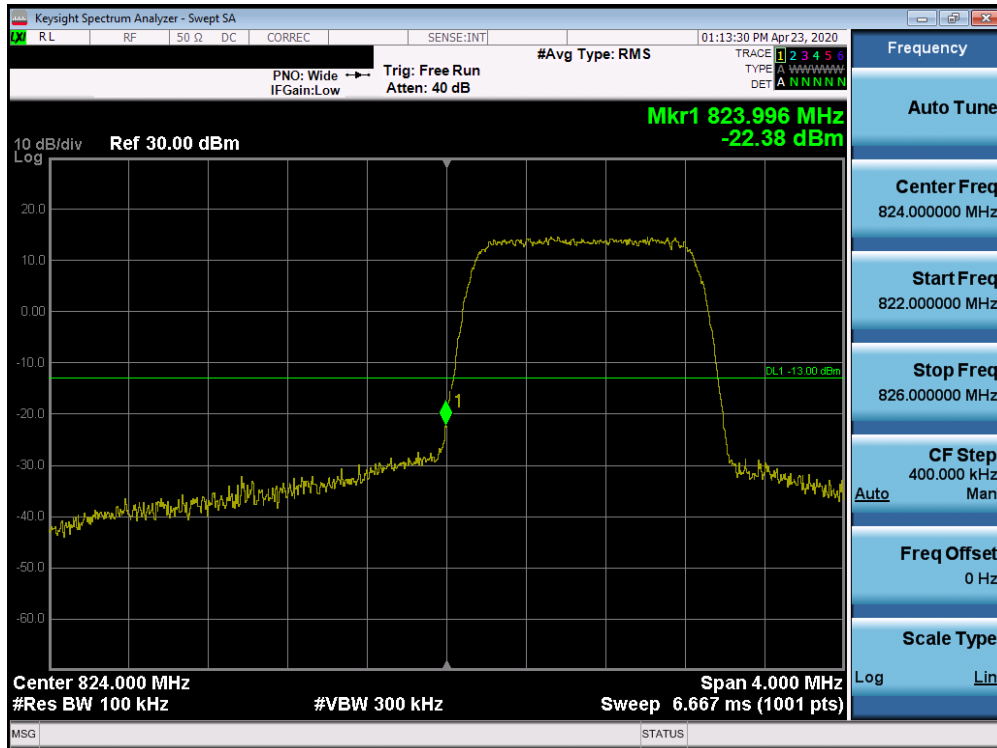 Keysight Spectrum Analyzer - Swept SA
LXI RL RF 50 Ω DC CORREC SENSE:INT 01:13:30 PM Apr 23, 2020
#Avg Type: RMS
TRACE 1 2 3 4 5 6
TYPE A WWWWW
DET A N N N N N
PNO: Wide
IFGain:Low
Trig: Free Run
Atten: 40 dB
Mkr1 823.996 MHz
-22.38 dBm
10 dB/div Ref 30.00 dBm
Log
20.0
10.0
0.00
-10.0
DL1 -13.00 dBm
1
-20.0
-30.0
-40.0
-50.0
-60.0
Center 824.000 MHz Span 4.000 MHz
#Res BW 100 kHz #VBW 300 kHz Sweep 6.667 ms (1001 pts)
MSG STATUS
Frequency
Auto Tune
Center Freq
824.000000 MHz
Start Freq
822.000000 MHz
Stop Freq
826.000000 MHz
CF Step
400.000 kHz
Auto Man
Freq Offset
0 Hz
Scale Type
Log Lin